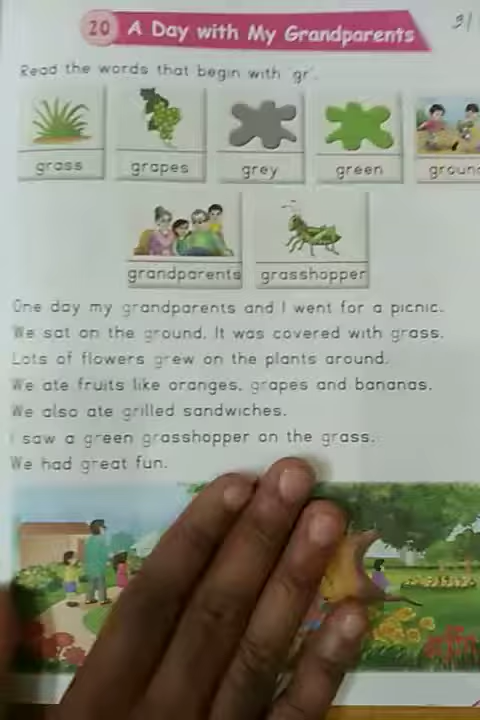 20 A Day with My Grandparents
Read the words that begin with 'gr'.
grass grapes grey green
grandparents grasshopper
One day my grandparents and I went for a picnic.
We sat on the ground. It was covered with grass.
Lots of flowers grew on the plants around.
We ate fruits like oranges, grapes and bananas.
We also ate grilled sandwiches.
I saw a green grasshopper on the grass.
We had great fun.